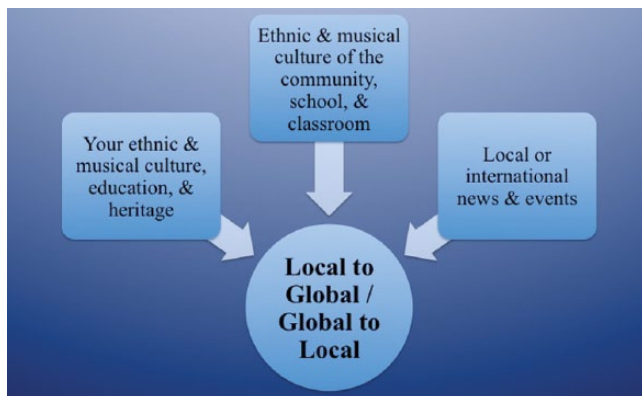 Ethnic & musical
culture of the
community,
school, &
classroom
Your ethnic &
musical culture,
education, &
heritage
Local or
international
news & events
Local to
Global /
Global to
Local